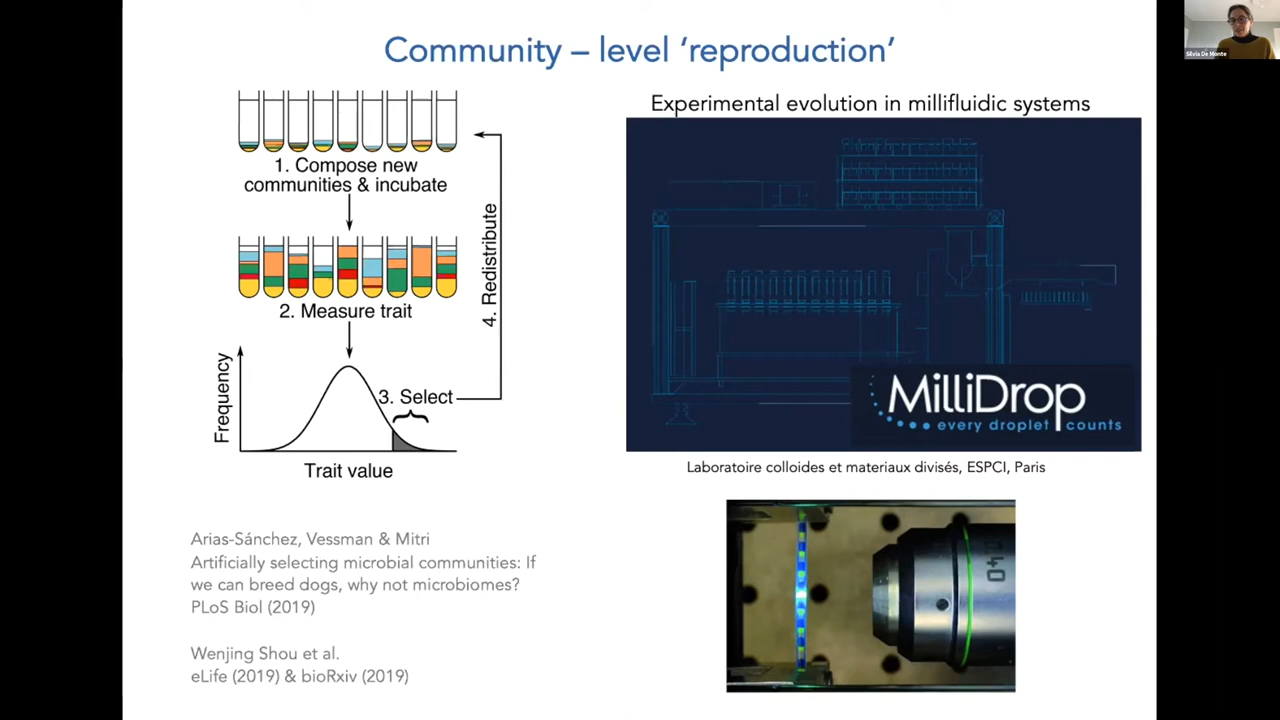 Community – level ‘reproduction’
1. Compose new
communities & incubate
2. Measure trait
3. Select
4. Redistribute
Frequency
Trait value
Arias-Sánchez, Vessman & Mitri
Artificially selecting microbial communities: If
we can breed dogs, why not microbiomes?
PLoS Biol (2019)
Wenjing Shou et al.
eLife (2019) & bioRxiv (2019)
Experimental evolution in millifluidic systems
MilliDrop
every droplet counts
Laboratoire colloides et materiaux divisés, ESPCI, Paris
40
Silvia De Monte